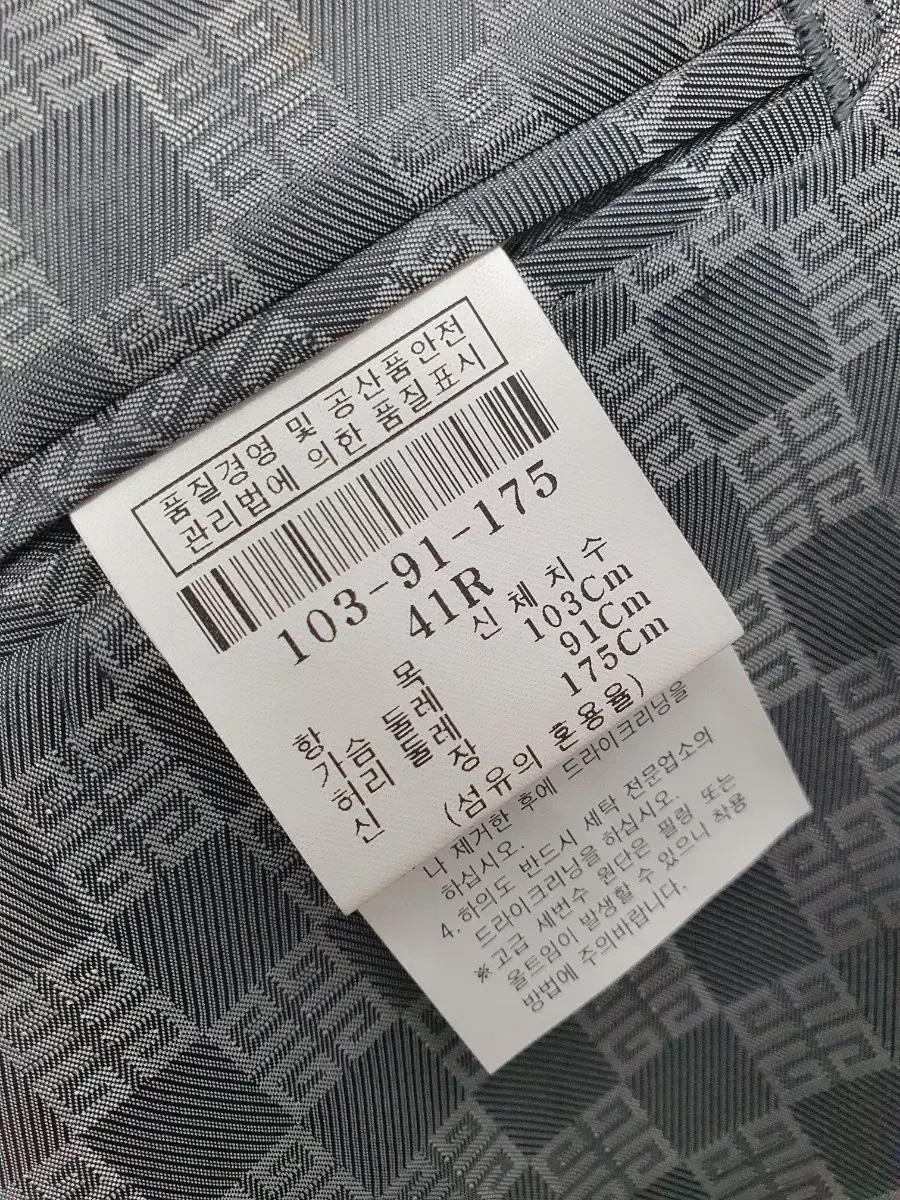 품질경영 및 공산품안전
관리법에 의한 품질표시
103-91-175
41R
항 목 신 체 치 수
가 슴 둘 레 103Cm
허 리 둘 레 91Cm
신 장 175Cm
(섬유의 혼용율)
나 제거한 후에 드라이크리닝을
하십시오.
4. 하의도 반드시 세탁 전문업소의
드라이크리닝을 하십시오.
※ 고급 세번수 원단은 필링 또는
올트임이 발생할 수 있으니 착용
방법에 주의바랍니다.